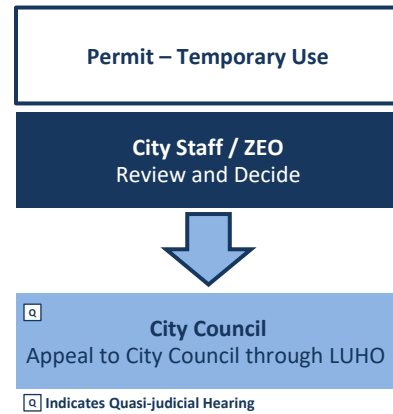 Permit – Temporary Use
City Staff / ZEO
Review and Decide
Q
City Council
Appeal to City Council through LUHO
Q Indicates Quasi-judicial Hearing